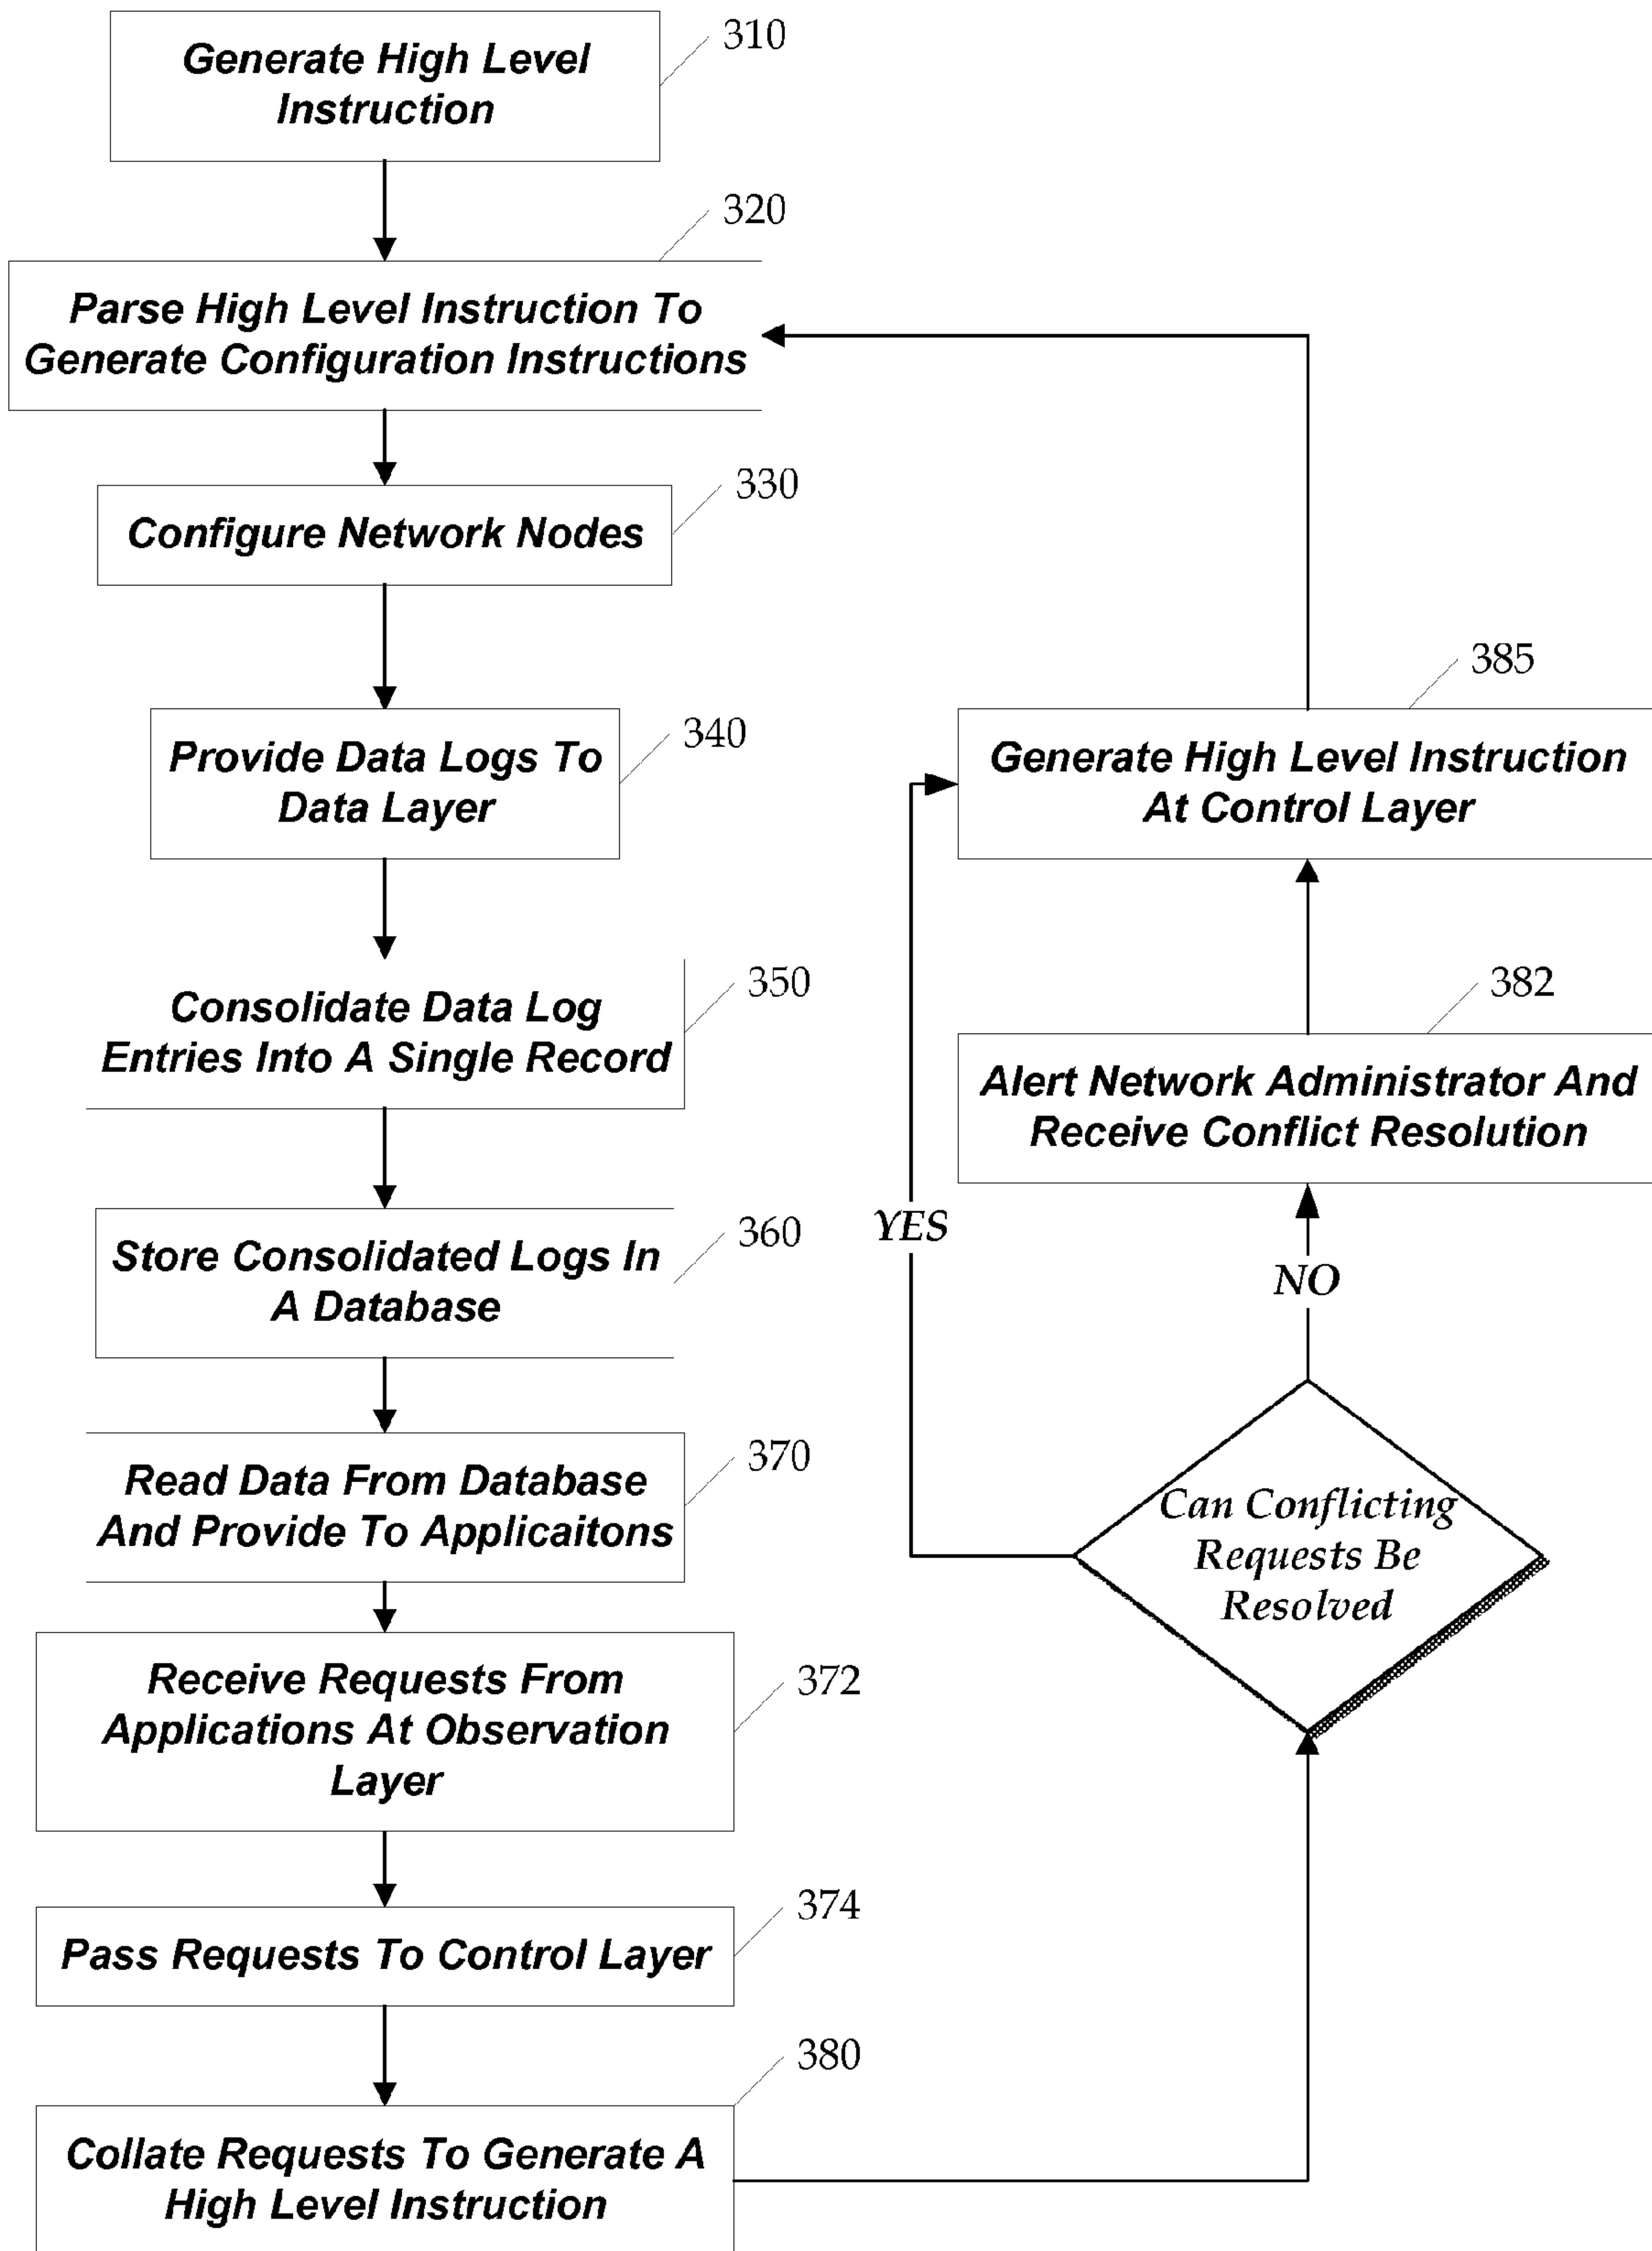 310
Generate High Level
Instruction
320
Parse High Level Instruction To
Generate Configuration Instructions
330
Configure Network Nodes
340
Provide Data Logs To
Data Layer
350
Consolidate Data Log
Entries Into A Single Record
360
Store Consolidated Logs In
A Database
370
Read Data From Database
And Provide To Applicaitons
372
Receive Requests From
Applications At Observation
Layer
374
Pass Requests To Control Layer
380
Collate Requests To Generate A
High Level Instruction
385
Generate High Level Instruction
At Control Layer
382
Alert Network Administrator And
Receive Conflict Resolution
YES
NO
Can Conflicting
Requests Be
Resolved